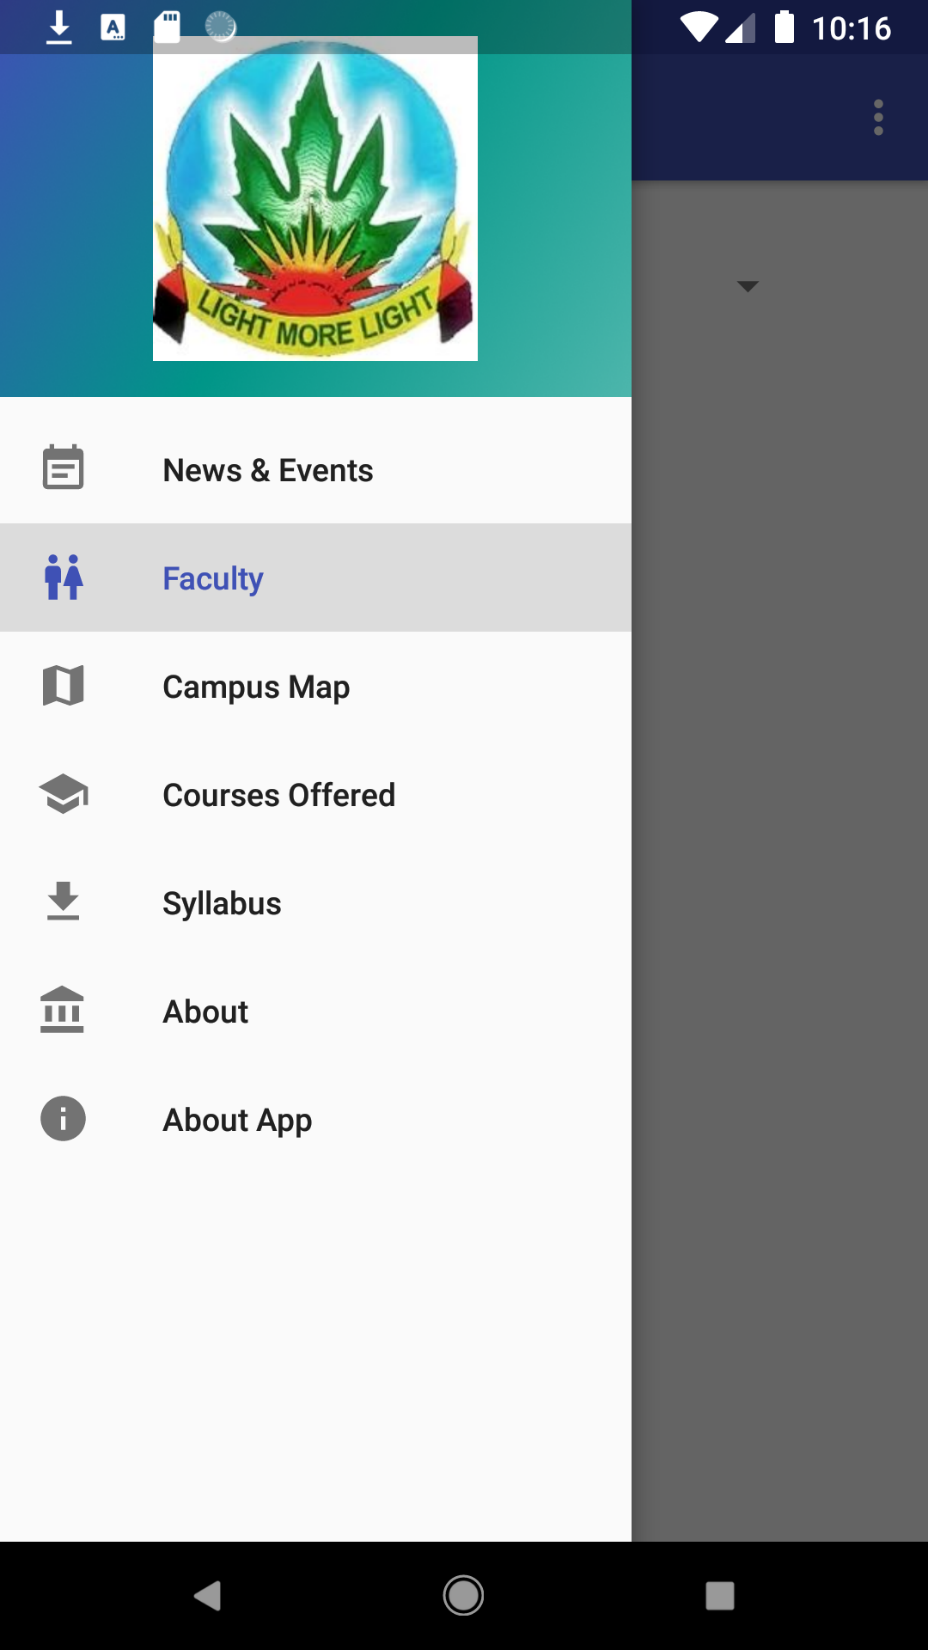 10:16
LIGHT MORE LIGHT
News & Events
Faculty
Campus Map
Courses Offered
Syllabus
About
About App